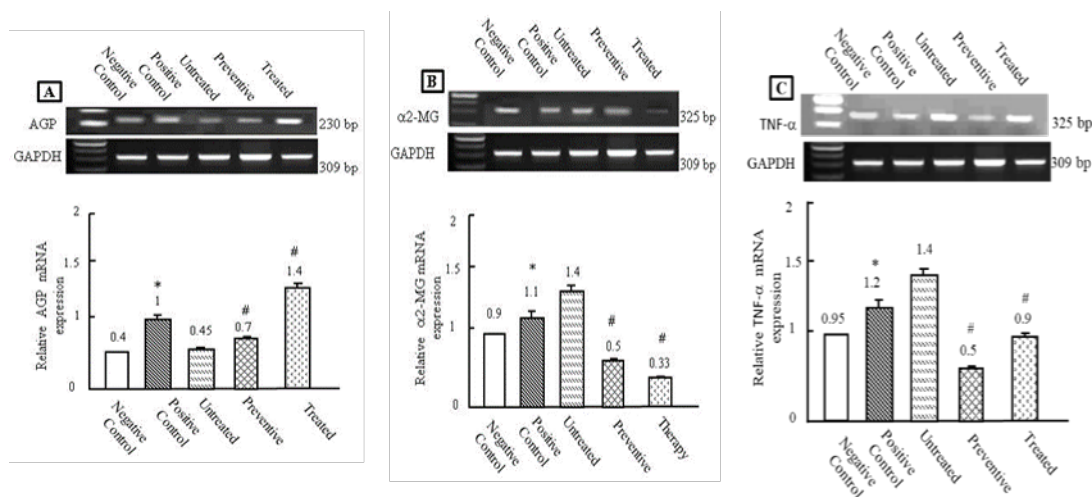 Negative Control
Positive Control
Untreated
Preventive
Treated
A
AGP
230 bp
GAPDH
309 bp
Relative AGP mRNA expression
2
1.5
1
0
0.4
*
1
0.45
#
0.7
#
1.4
Negative Control
Positive Control
Untreated
Preventive
Treated
Negative Control
Positive Control
Untreated
Preventive
Treated
B
α2-MG
325 bp
GAPDH
309 bp
Relative α2-MG mRNA expression
2
1.5
1
0
0.9
*
1.1
1.4
#
0.5
#
0.33
Negative Control
Positive Control
Untreated
Preventive
Therapy
Negative Control
Positive Control
Untreated
Preventive
Treated
C
TNF-α
325 bp
GAPDH
309 bp
Relative TNF-α mRNA expression
2
1.5
1
0
0.95
*
1.2
1.4
#
0.5
#
0.9
Negative Control
Positive Control
Untreated
Preventive
Treated